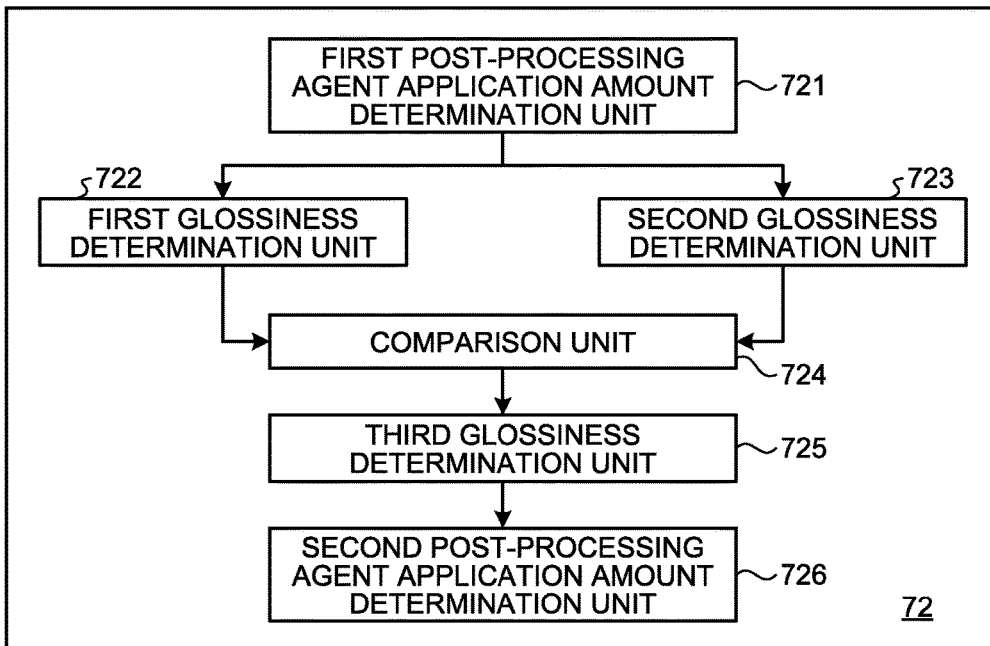 FIRST POST-PROCESSING
AGENT APPLICATION AMOUNT
DETERMINATION UNIT
721
722
FIRST GLOSSINESS
DETERMINATION UNIT
723
SECOND GLOSSINESS
DETERMINATION UNIT
COMPARISON UNIT
724
THIRD GLOSSINESS
DETERMINATION UNIT
725
SECOND POST-PROCESSING
AGENT APPLICATION AMOUNT
DETERMINATION UNIT
726
72